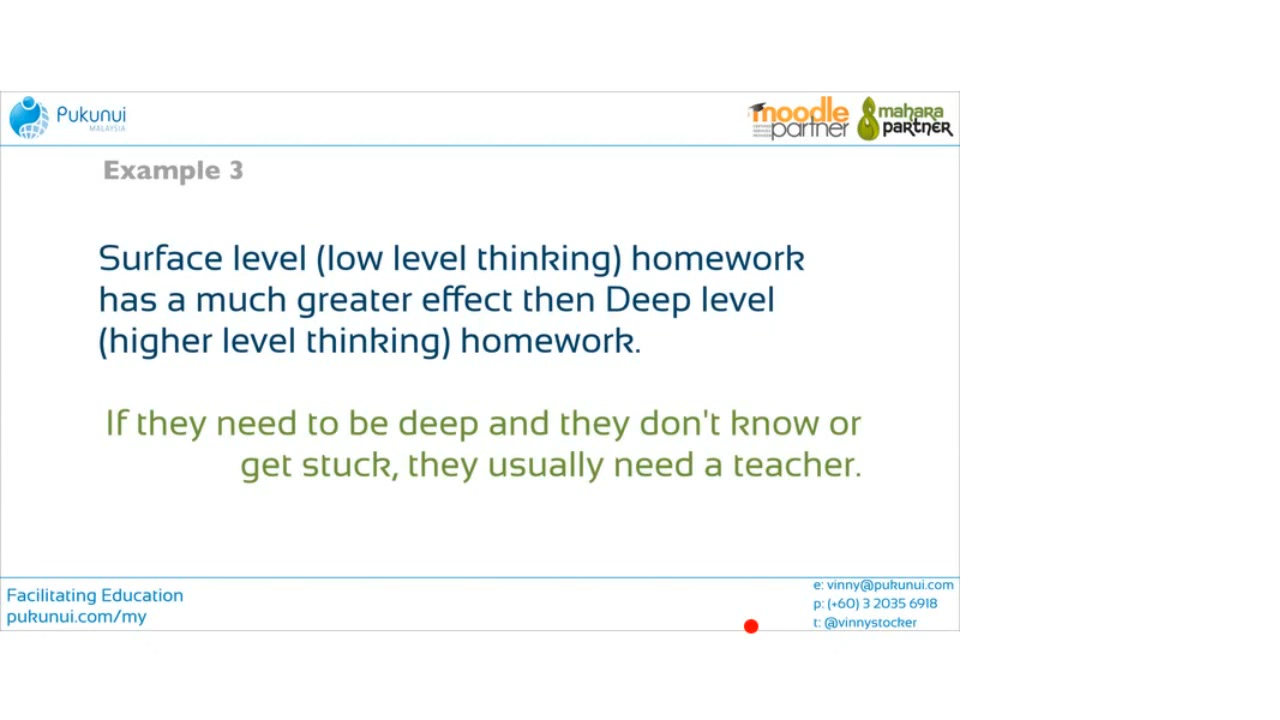 Pukunui
MALAYSIA
moodle
partner
mahara
partner
Example 3
Surface level (low level thinking) homework
has a much greater effect then Deep level
(higher level thinking) homework.
If they need to be deep and they don't know or
get stuck, they usually need a teacher.
Facilitating Education
pukunui.com/my
e: vinny@pukunui.com
p: (+60) 3 2035 6918
t: @vinnystocker